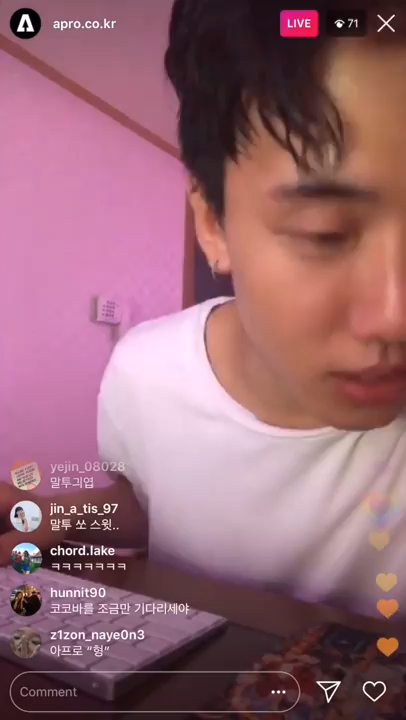 apro.co.kr
LIVE
71
yejin_08028
말투긔엽
jin_a_tis_97
말투 쏘 스윗..
chord.lake
ㅋㅋㅋㅋㅋㅋㅋ
hunnit90
코코바를 조금만 기다리세야
z1zon_naye0n3
아프로 “형”
Comment